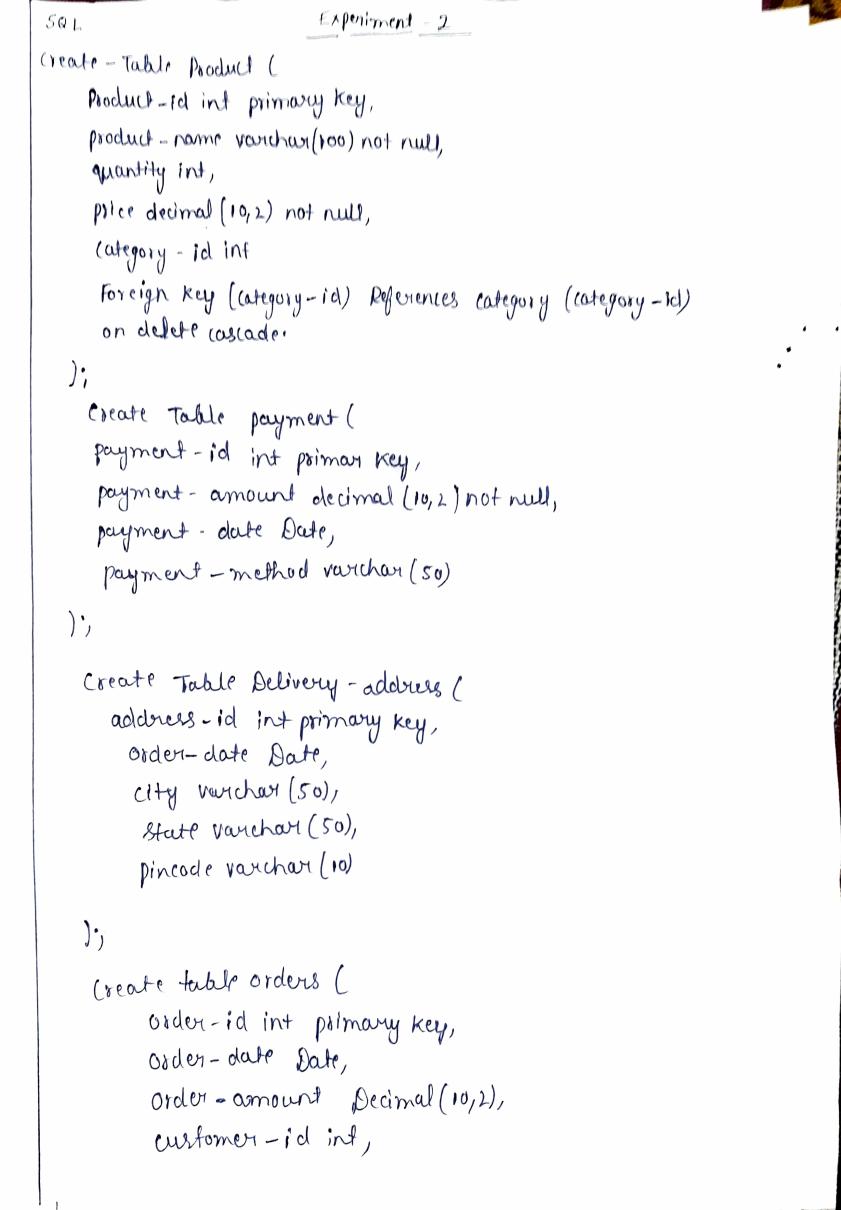 SQL
Experiment - 2
Create - Table Product (
Product-id int primary key,
product - name varchar(100) not null,
quantity int,
price decimal (10,2) not null,
Category - id int
Foreign key (category-id) References category (category-id)
on delete cascade.
);
Create Table payment (
payment - id int primar key,
payment - amount decimal (10,2) not null,
payment - date Date,
payment - method varchar (50)
);
Create Table Delivery - address (
address - id int primary key,
order - date Date,
city varchar (50),
state varchar (50),
pincode varchar (10)
);
Create table orders (
order - id int primary key,
order - date Date,
order - amount Decimal (10,2),
customer - id int,